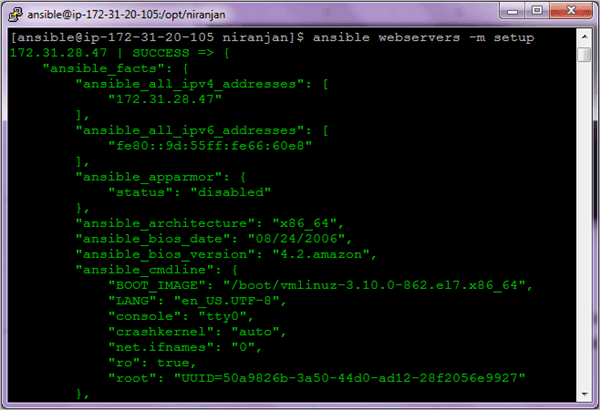 ansible@ip-172-31-20-105:/opt/niranjan
[ansible@ip-172-31-20-105 niranjan]$ ansible webservers -m setup
172.31.28.47 | SUCCESS => {
    "ansible_facts": {
        "ansible_all_ipv4_addresses": [
            "172.31.28.47"
        ],
        "ansible_all_ipv6_addresses": [
            "fe80::9d:55ff:fe66:60e8"
        ],
        "ansible_apparmor": {
            "status": "disabled"
        },
        "ansible_architecture": "x86_64",
        "ansible_bios_date": "08/24/2006",
        "ansible_bios_version": "4.2.amazon",
        "ansible_cmdline": {
            "BOOT_IMAGE": "/boot/vmlinuz-3.10.0-862.el7.x86_64",
            "LANG": "en_US.UTF-8",
            "console": "tty0",
            "crashkernel": "auto",
            "net.ifnames": "0",
            "ro": true,
            "root": "UUID=50a9826b-3a50-44d0-ad12-28f2056e9927"
        },